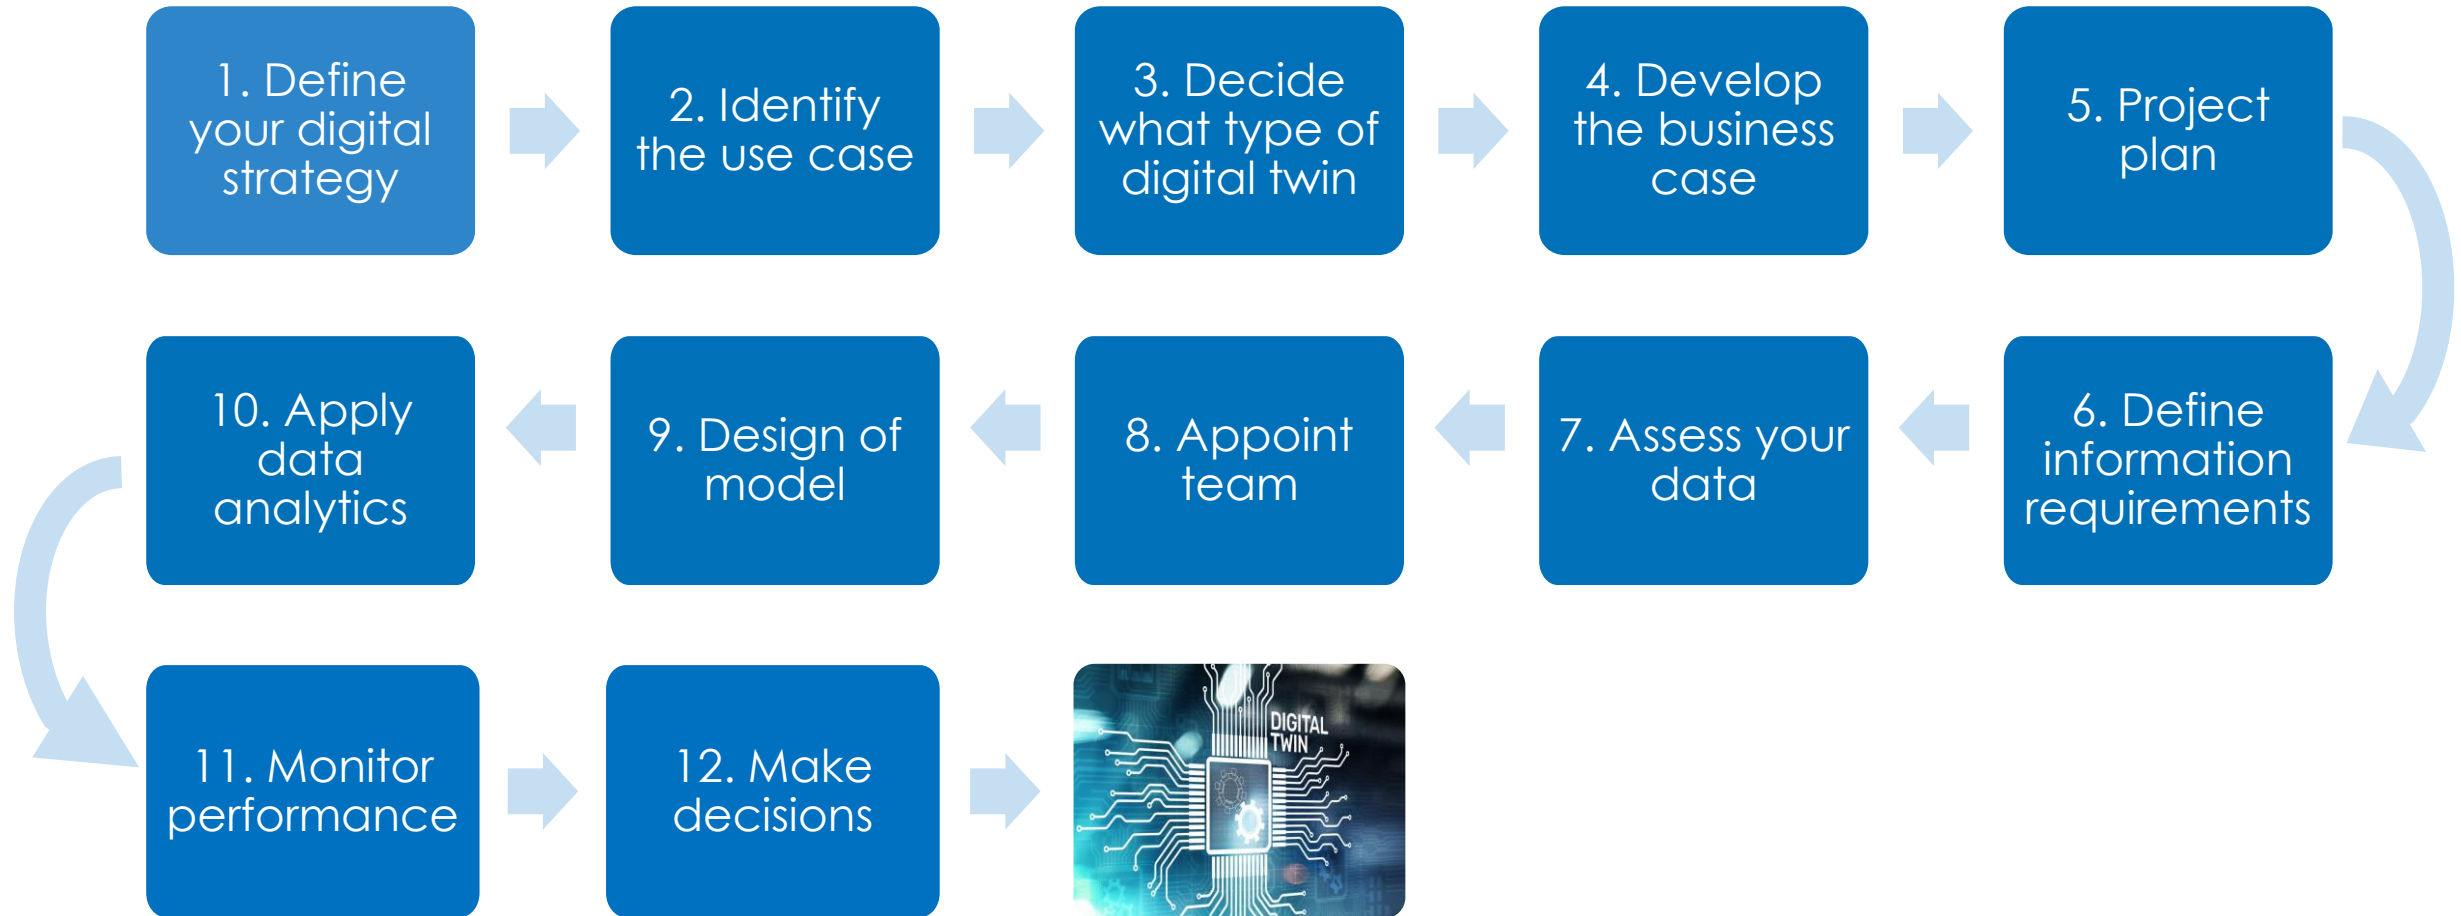 1. Define
your digital
strategy
2. Identify
the use case
3. Decide
what type of
digital twin
4. Develop
the business
case
5. Project
plan
6. Define
information
requirements
7. Assess your
data
8. Appoint
team
9. Design of
model
10. Apply
data
analytics
11. Monitor
performance
12. Make
decisions
DIGITAL
TWIN